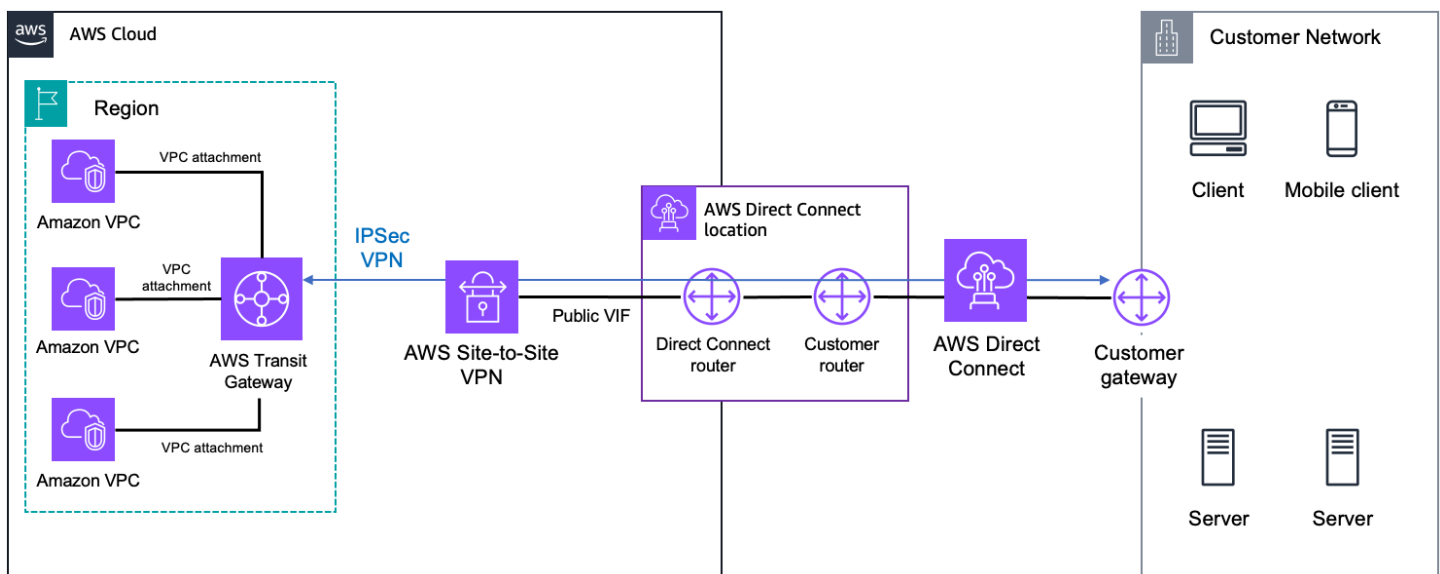 aws
AWS Cloud
Region
VPC attachment
Amazon VPC
VPC
attachment
Amazon VPC
AWS Transit
Gateway
VPC attachment
Amazon VPC
IPSec
VPN
AWS Site-to-Site
VPN
Public VIF
AWS Direct Connect
location
Direct Connect
router
Customer
router
AWS Direct
Connect
Customer
gateway
Customer Network
Client
Mobile client
Server
Server